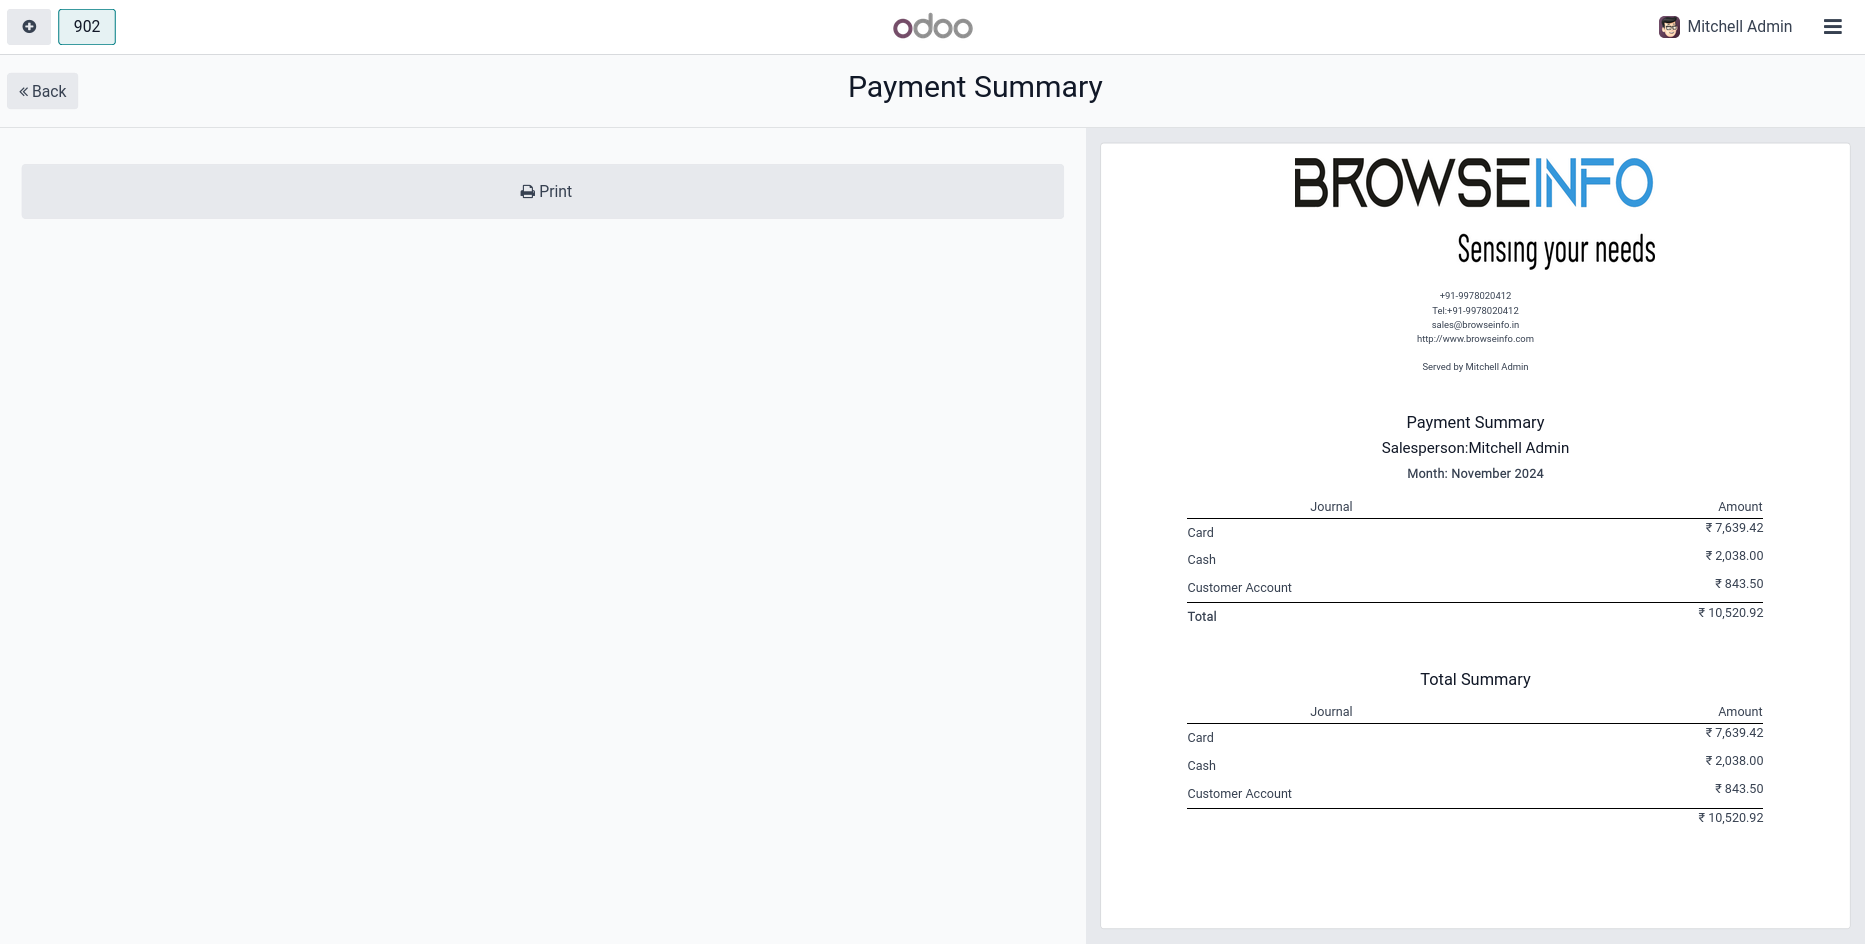 902
odoo
Mitchell Admin
Back
Payment Summary
Print
BROWSEINFO
Sensing your needs
+91-9978020412
Tel:+91-9978020412
sales@browseinfo.in
http://www.browseinfo.com
Served by Mitchell Admin
Payment Summary
Salesperson:Mitchell Admin
Month: November 2024
Journal Amount
Card ₹ 7,639.42
Cash ₹ 2,038.00
Customer Account ₹ 843.50
Total ₹ 10,520.92
Total Summary
Journal Amount
Card ₹ 7,639.42
Cash ₹ 2,038.00
Customer Account ₹ 843.50
₹ 10,520.92